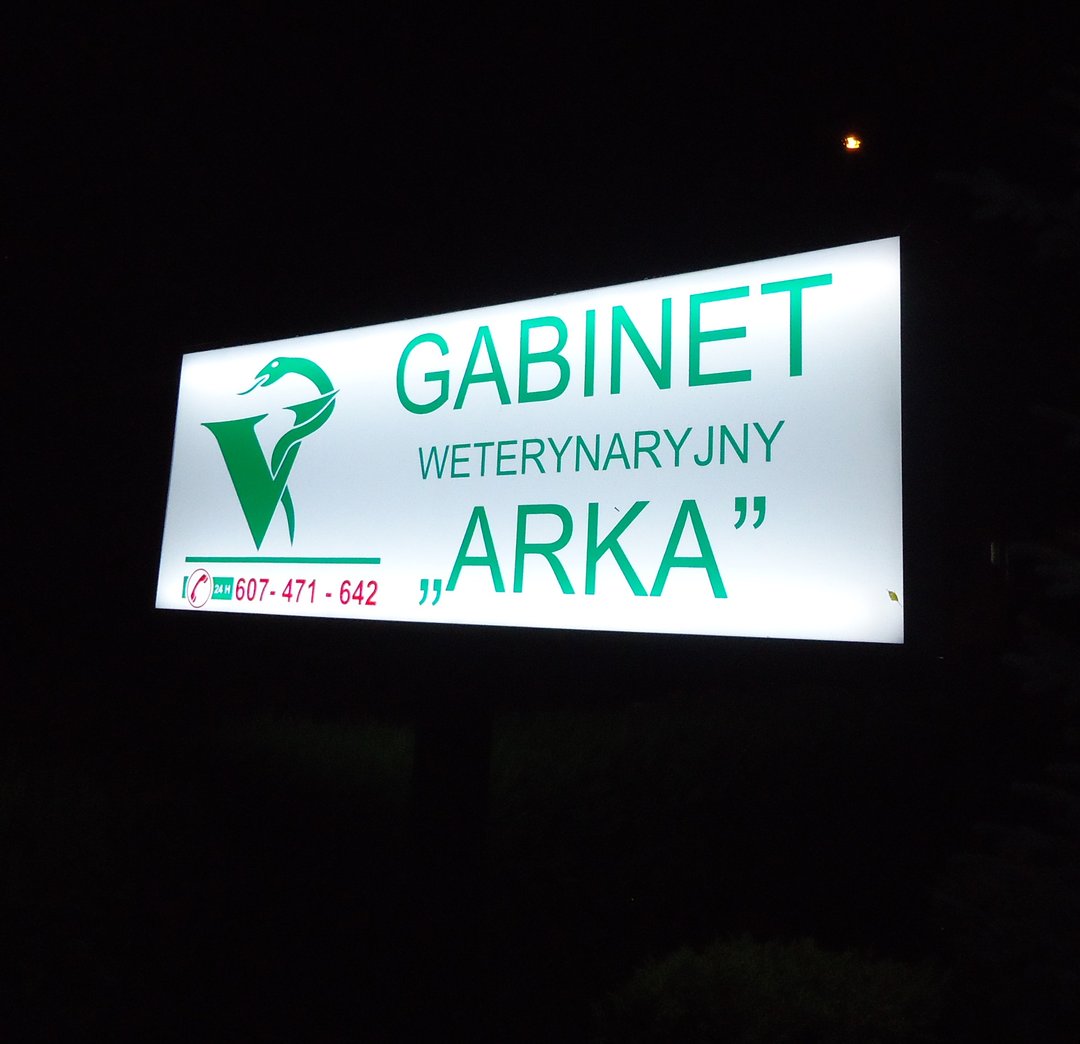 GABINET
WETERYNARYJNY
„ARKA”
24 H 607-471-642